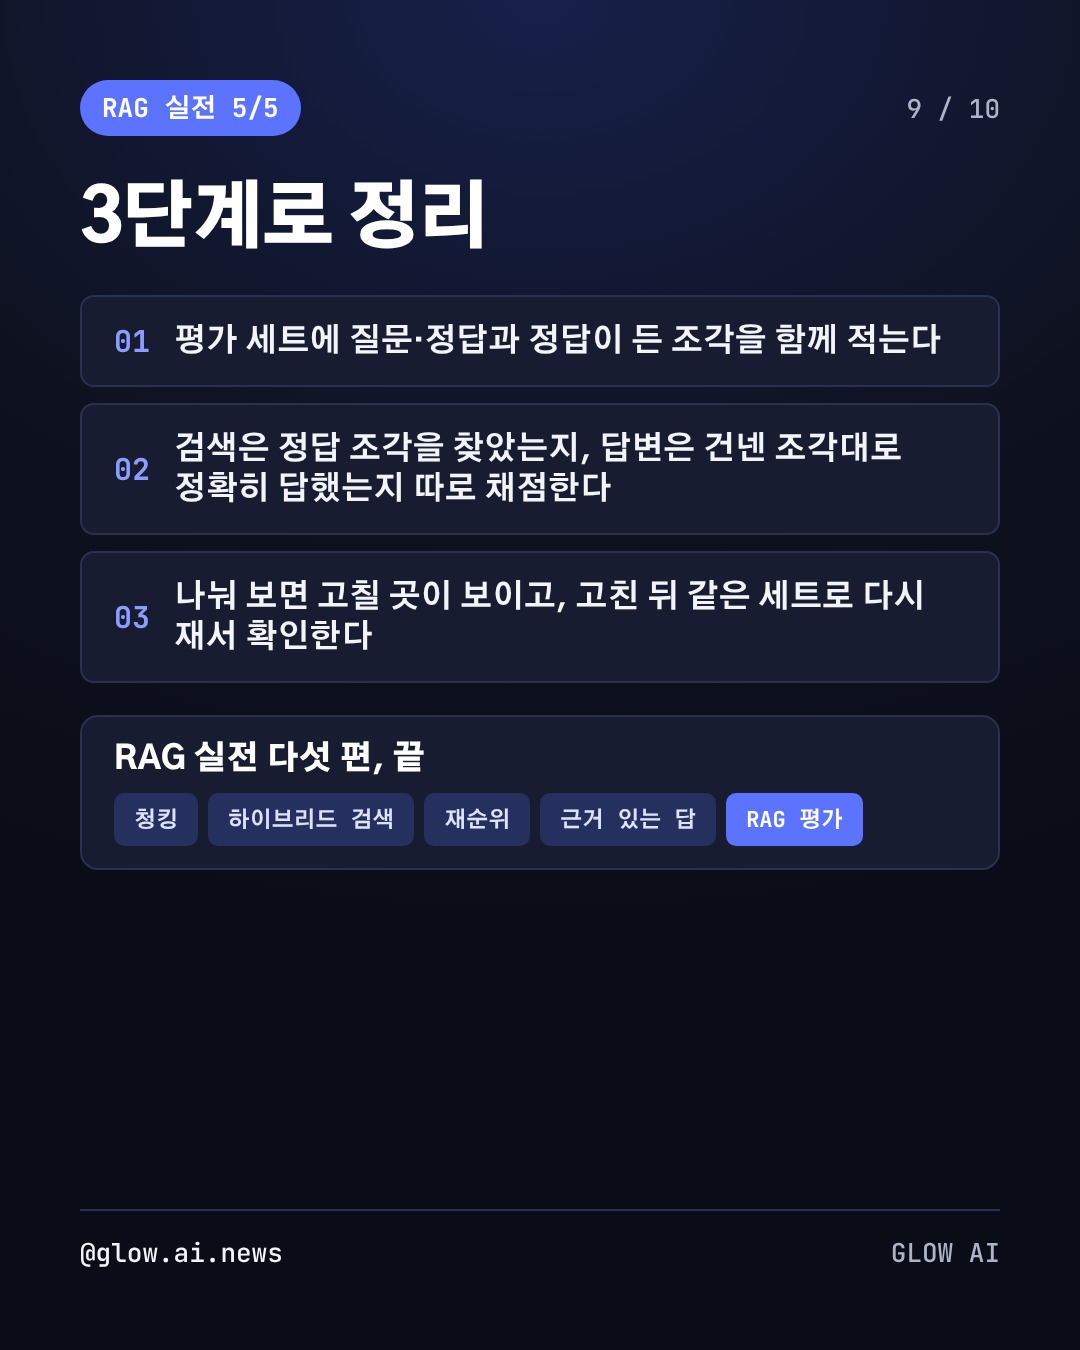 RAG 실전 5/5
9 / 10
3단계로 정리
01 평가 세트에 질문·정답과 정답이 든 조각을 함께 적는다
02 검색은 정답 조각을 찾았는지, 답변은 건넨 조각대로
정확히 답했는지 따로 채점한다
03 나눠 보면 고칠 곳이 보이고, 고친 뒤 같은 세트로 다시
재서 확인한다
RAG 실전 다섯 편, 끝
청킹 하이브리드 검색 재순위 근거 있는 답 RAG 평가
@glow.ai.news
GLOW AI